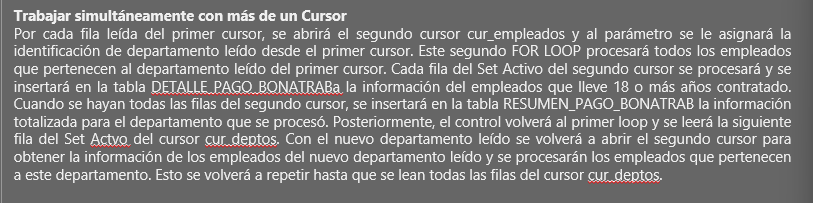 Trabajar simultáneamente con más de un Cursor
Por cada fila leída del primer cursor, se abrirá el segundo cursor cur_empleados y al parámetro se le asignará la
identificación de departamento leído desde el primer cursor. Este segundo FOR LOOP procesará todos los empleados
que pertenecen al departamento leído del primer cursor. Cada fila del Set Activo del segundo cursor se procesará y se
insertará en la tabla DETALLE_PAGO_BONATRABa la información del empleados que lleve 18 o más años contratado.
Cuando se hayan todas las filas del segundo cursor, se insertará en la tabla RESUMEN_PAGO_BONATRAB la información
totalizada para el departamento que se procesó. Posteriormente, el control volverá al primer loop y se leerá la siguiente
fila del Set Actvo del cursor cur_deptos. Con el nuevo departamento leído se volverá a abrir el segundo cursor para
obtener la información de los empleados del nuevo departamento leído y se procesarán los empleados que pertenecen
a este departamento. Esto se volverá a repetir hasta que se lean todas las filas del cursor cur_deptos.